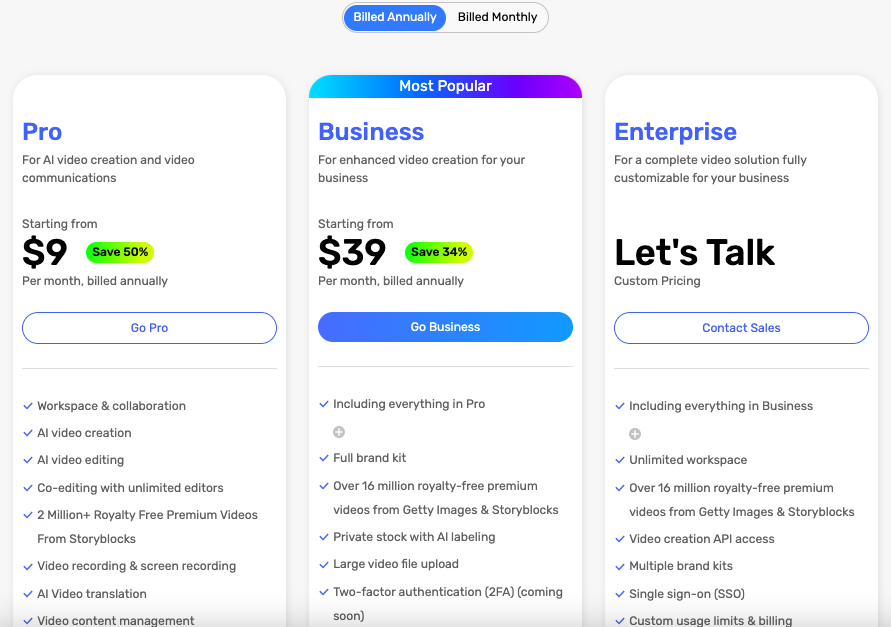 Billed Annually
Billed Monthly
Most Popular
Pro
For AI video creation and video
communications
Starting from
$9
Save 50%
Per month, billed annually
Go Pro
Workspace & collaboration
AI video creation
AI video editing
Co-editing with unlimited editors
2 Million+ Royalty Free Premium Videos
From Storyblocks
Video recording & screen recording
AI Video translation
Video content management
Business
For enhanced video creation for your
business
Starting from
$39
Save 34%
Per month, billed annually
Go Business
Including everything in Pro
Full brand kit
Over 16 million royalty-free premium
videos from Getty Images & Storyblocks
Private stock with AI labeling
Large video file upload
Two-factor authentication (2FA) (coming
soon)
Enterprise
For a complete video solution fully
customizable for your business
Let's Talk
Custom Pricing
Contact Sales
Including everything in Business
Unlimited workspace
Over 16 million royalty-free premium
videos from Getty Images & Storyblocks
Video creation API access
Multiple brand kits
Single sign-on (SSO)
Custom usage limits & billing